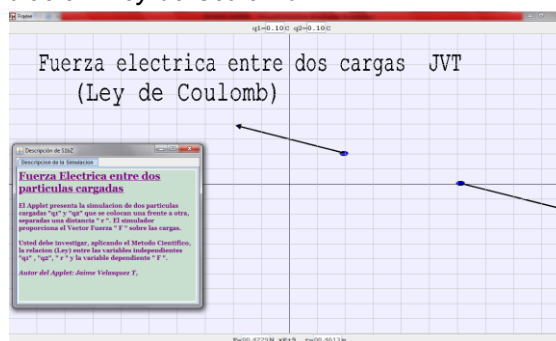 Frame
q1=0.10C q2=0.10C
Fuerza electrica entre dos cargas JVT
(Ley de Coulomb)
Descripción de S1bZ
Descripcion de la Simulacion
Fuerza Electrica entre dos
particulas cargadas
El Applet presenta la simulacion de dos particulas
cargadas "q1" y "q2" que se colocan una frente a otra,
separadas una distancia " r ". El simulador
proporciona el Vector Fuerza " F " sobre las cargas.
Usted debe investigar, aplicando el Metodo Cientifico,
la relacion (Ley) entre las variables independientes
"q1" , "q2", " r " y la variable dependiente " F ".
Autor del Applet: Jaime Velasquez T,